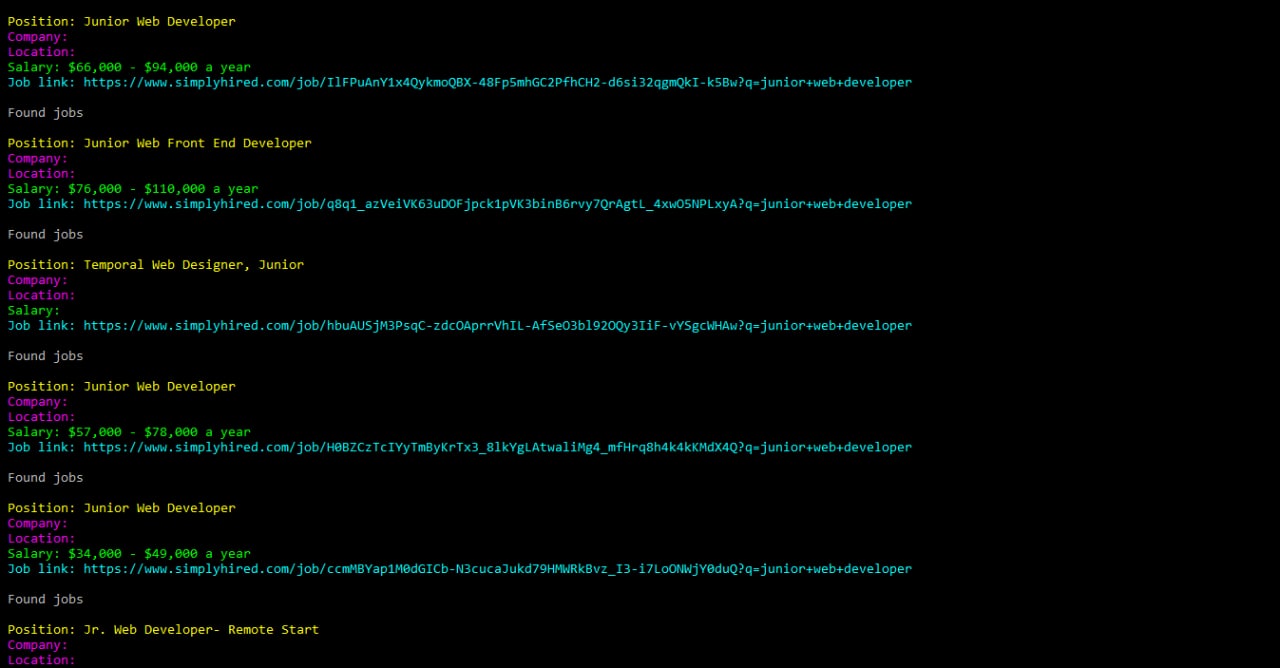 Position: Junior Web Developer
Company:
Location:
Salary: $66,000 - $94,000 a year
Job link: https://www.simplyhired.com/job/IlFPuAnY1x4QykmoQBX-48Fp5mhGC2PfhCH2-d6si32qgmQkI-k5Bw?q=junior+web+developer
Found jobs
Position: Junior Web Front End Developer
Company:
Location:
Salary: $76,000 - $110,000 a year
Job link: https://www.simplyhired.com/job/q8q1_azVeiVK63uDOFjpck1pVK3binB6rvy7QrAgtL_4xwO5NPLxyA?q=junior+web+developer
Found jobs
Position: Temporal Web Designer, Junior
Company:
Location:
Salary:
Job link: https://www.simplyhired.com/job/hbuAUSjM3PsqC-zdcOAprrVhIL-AfSeO3bl92OQy3IiF-vYSgcWHAw?q=junior+web+developer
Found jobs
Position: Junior Web Developer
Company:
Location:
Salary: $57,000 - $78,000 a year
Job link: https://www.simplyhired.com/job/H0BZCzTcIYyTmByKrTx3_8lkYgLAtwaliMg4_mfHrq8h4k4kKMdX4Q?q=junior+web+developer
Found jobs
Position: Junior Web Developer
Company:
Location:
Salary: $34,000 - $49,000 a year
Job link: https://www.simplyhired.com/job/ccmMBYap1M0dGICb-N3cucaJukd79HMWRkBvz_I3-i7LoONWjY0duQ?q=junior+web+developer
Found jobs
Position: Jr. Web Developer- Remote Start
Company:
Location: